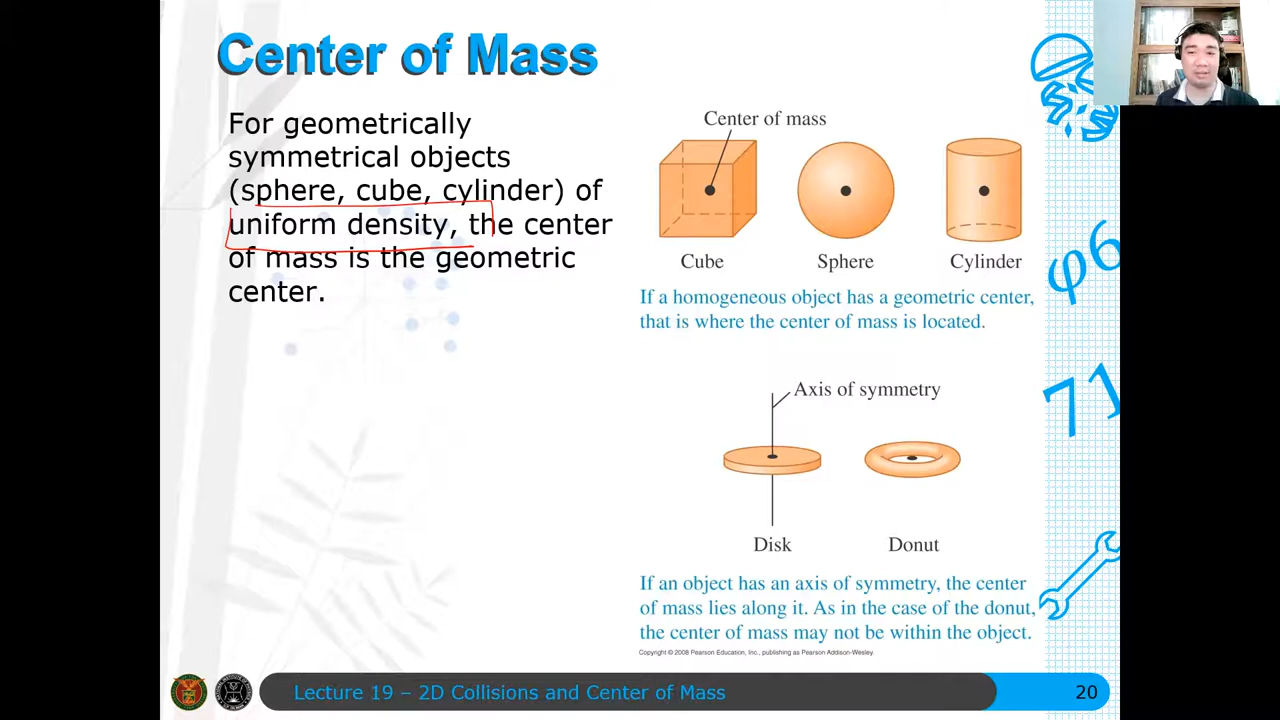 Center of Mass
For geometrically
symmetrical objects
(sphere, cube, cylinder) of
uniform density, the center
of mass is the geometric
center.
Center of mass
Cube
Sphere
Cylinder
If a homogeneous object has a geometric center,
that is where the center of mass is located.
Axis of symmetry
Disk
Donut
If an object has an axis of symmetry, the center
of mass lies along it. As in the case of the donut,
the center of mass may not be within the object.
Copyright © 2008 Pearson Education, Inc., publishing as Pearson Addison-Wesley.
φ6
71
Lecture 19 – 2D Collisions and Center of Mass
20